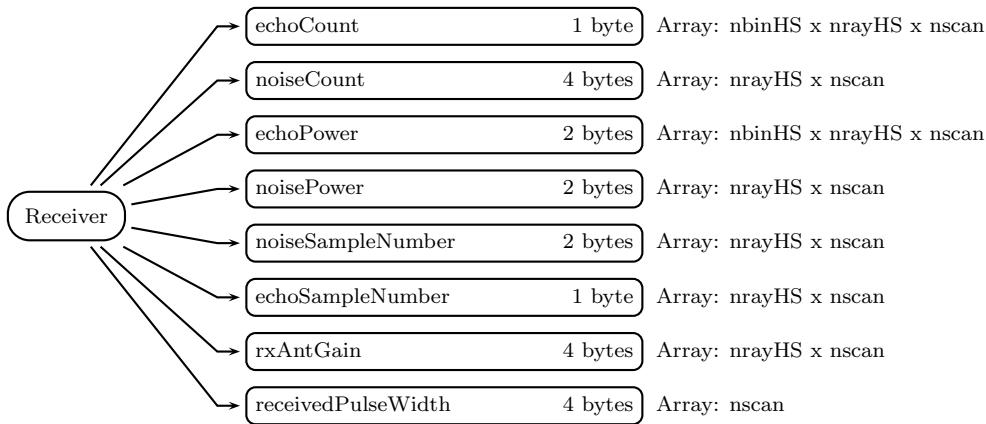 echoCount 1 byte Array: nbinHS x nrayHS x nscan
noiseCount 4 bytes Array: nrayHS x nscan
echoPower 2 bytes Array: nbinHS x nrayHS x nscan
noisePower 2 bytes Array: nrayHS x nscan
Receiver
noiseSampleNumber 2 bytes Array: nrayHS x nscan
echoSampleNumber 1 byte Array: nrayHS x nscan
rxAntGain 4 bytes Array: nrayHS x nscan
receivedPulseWidth 4 bytes Array: nscan